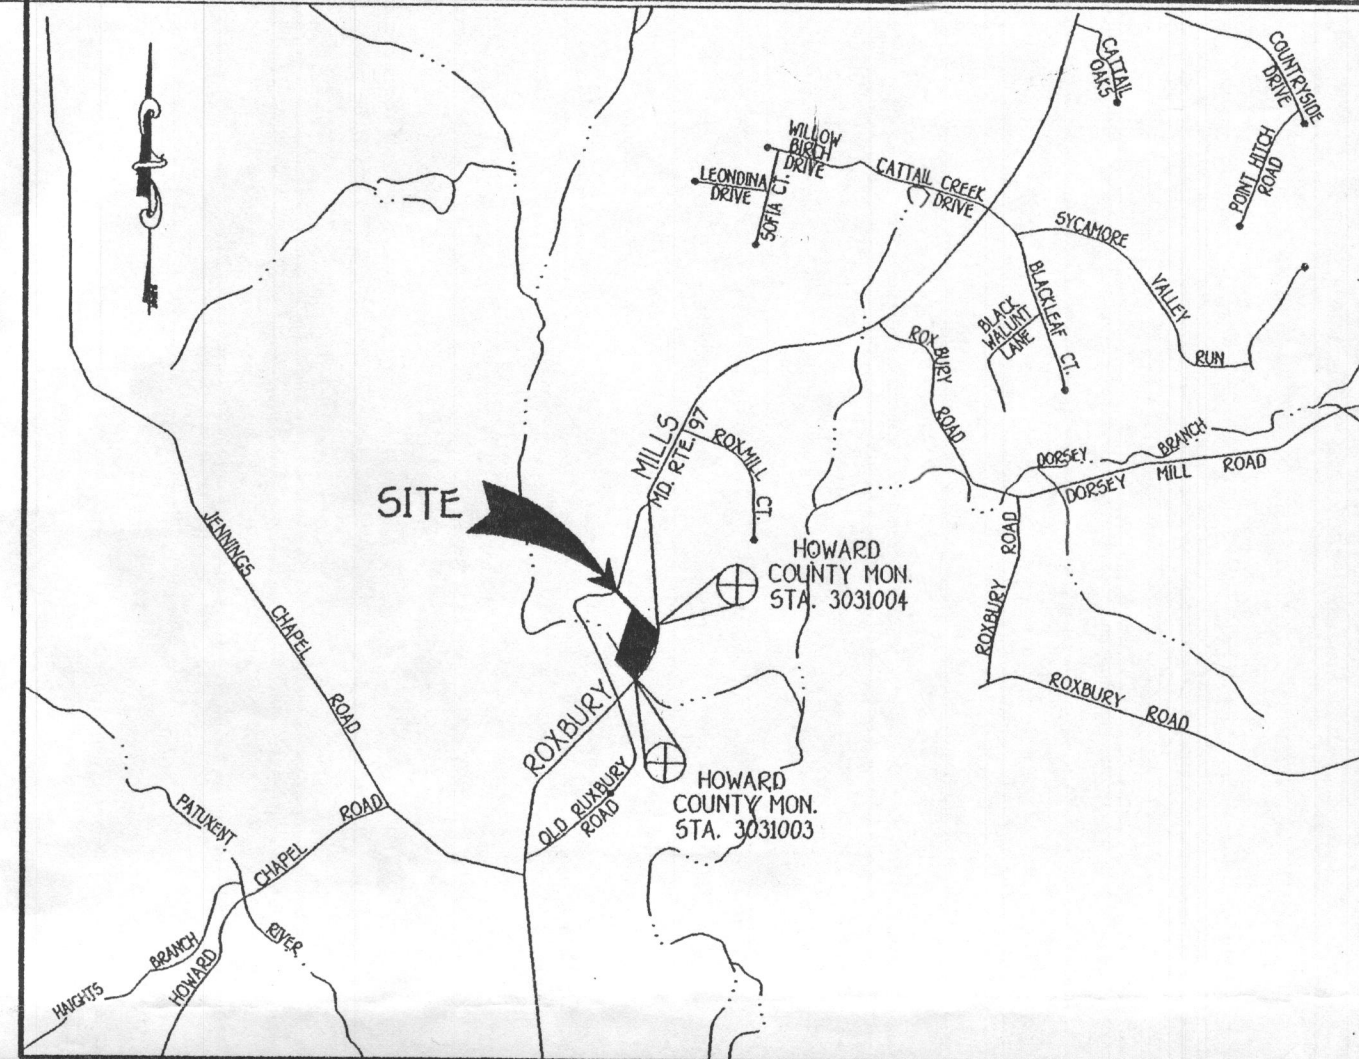 COUNTRYSIDE
DRIVE
CATTAIL
OAKS
POINT HITCH
ROAD
WILLOW
BIRCH
DRIVE
CATTAIL CREEK
DRIVE
LEONDINA
DRIVE
SOFIA CT.
SYCAMORE
VALLEY
RUN
BLACKLEAF CT.
BLACK
WALUNT
LANE
ROXBURY
ROAD
MILLS
MD. RTE. 97
ROXMILL CT.
DORSEY
BRANCH
DORSEY
MILL
ROAD
SITE
HOWARD
COUNTY MON.
STA. 3031004
ROXBURY
ROAD
ROXBURY
ROAD
JENNINGS
CHAPEL
ROAD
ROXBURY
OLD RUXBURY
ROAD
HOWARD
COUNTY MON.
STA. 3031003
PATUXENT
RIVER
CHAPEL
ROAD
HAIGHTS
BRANCH
HOWARD